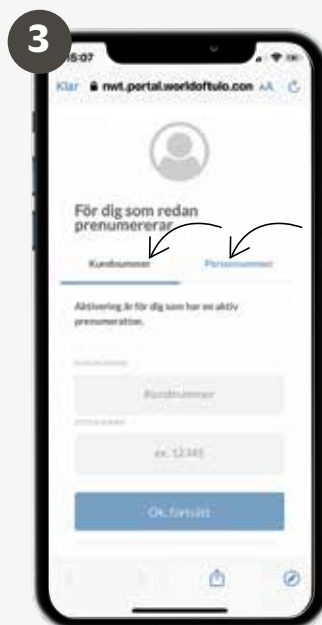 3
15:07
Klar nwt.portal.worldoftulo.com AA
För dig som redan
prenumererar
Kundnummer Personnummer
Aktivering är för dig som har en aktiv
prenumeration.
Kundnummer
ex. 12345
Ok, fortsätt